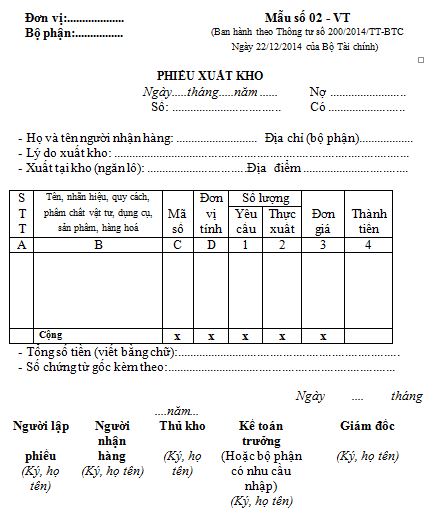 Đơn vị:.................... Mẫu số 02 - VT
Bộ phận:................ (Ban hành theo Thông tư số 200/2014/TT-BTC
Ngày 22/12/2014 của Bộ Tài chính)
PHIẾU XUẤT KHO
Ngày.....tháng.....năm ...... Nợ ........................
Số: .............................. Có ........................
- Họ và tên người nhận hàng: ........................ Địa chỉ (bộ phận)................
- Lý do xuất kho: ........................................................................
- Xuất tại kho (ngăn lô): ............................Địa điểm ................................
STT Tên, nhãn hiệu, quy cách, phẩm chất vật tư, dụng cụ, sản phẩm, hàng hoá Mã số Đơn vị tính Số lượng Đơn giá Thành tiền
Yêu cầu Thực xuất
A B C D 1 2 3 4
Cộng x x x x x
- Tổng số tiền (viết bằng chữ):................................................................
- Số chứng từ gốc kèm theo:................................................................
Ngày .... tháng
....năm...
Người lập phiếu Người nhận hàng Thủ kho Kế toán trưởng Giám đốc
(Ký, họ tên) (Ký, họ tên) (Ký, họ tên) (Hoặc bộ phận có nhu cầu nhập) (Ký, họ tên)
(Ký, họ tên)